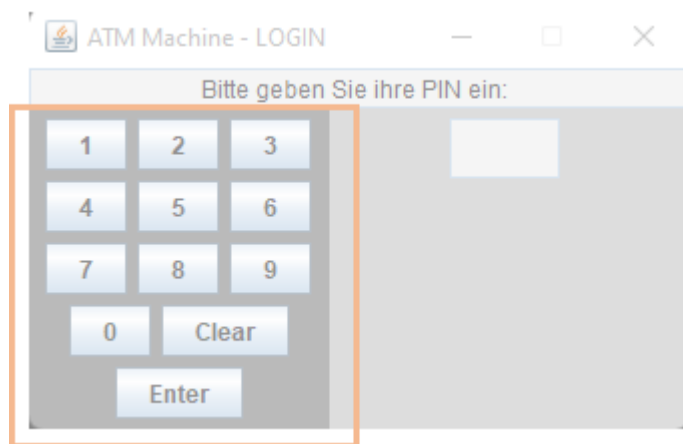 ATM Machine - LOGIN
Bitte geben Sie ihre PIN ein:
1 2 3
4 5 6
7 8 9
0 Clear
Enter